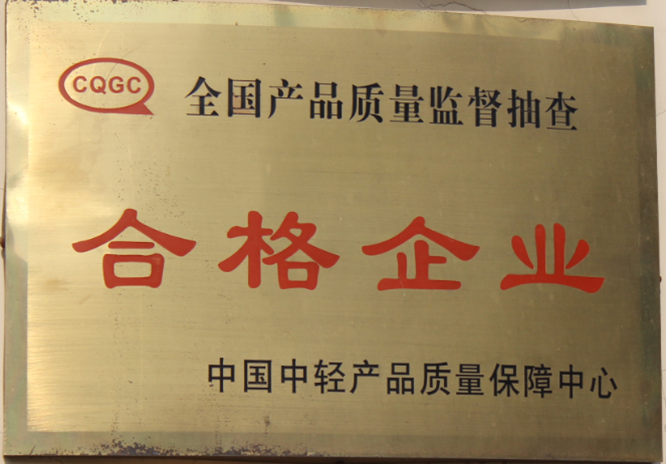 CQGC
全国产品质量监督抽查
合格企业
中国中轻产品质量保障中心